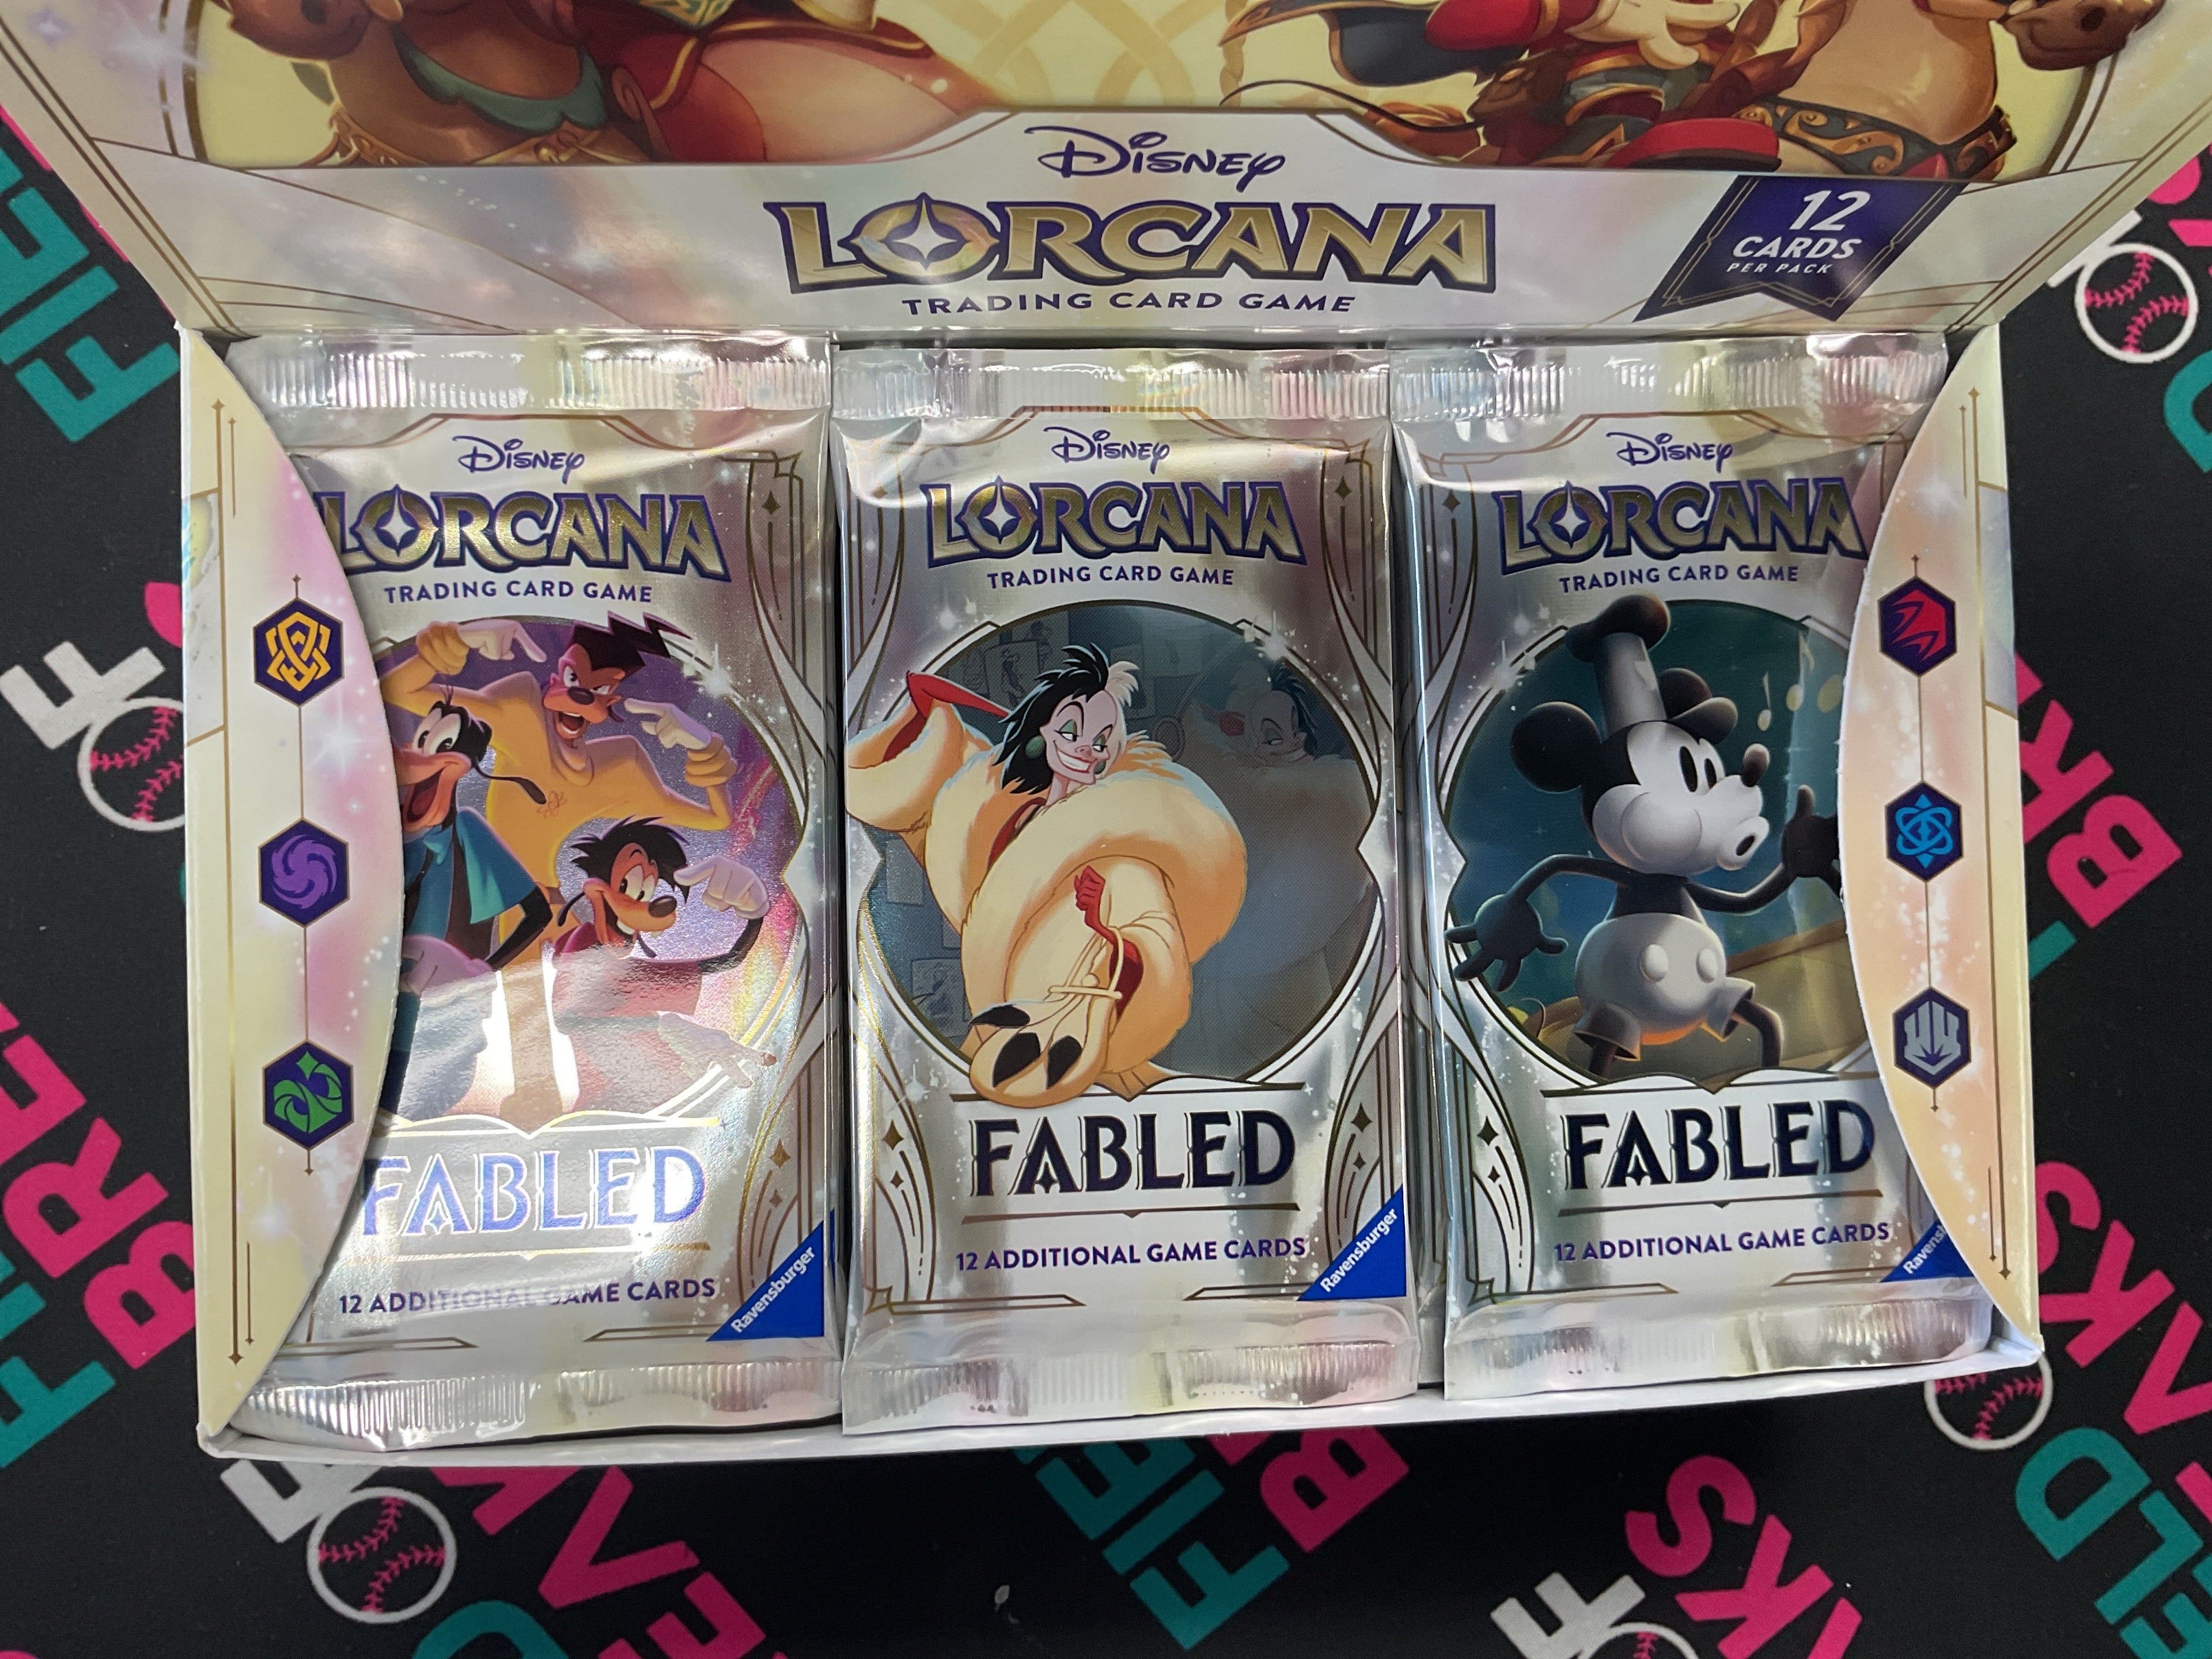 Disney
LORCANA
TRADING CARD GAME
12
CARDS
PER PACK
Disney
LORCANA
TRADING CARD GAME
FABLED
12 ADDITIONAL GAME CARDS
Ravensburger
Disney
LORCANA
TRADING CARD GAME
FABLED
12 ADDITIONAL GAME CARDS
Ravensburger
Disney
LORCANA
TRADING CARD GAME
FABLED
12 ADDITIONAL GAME CARDS